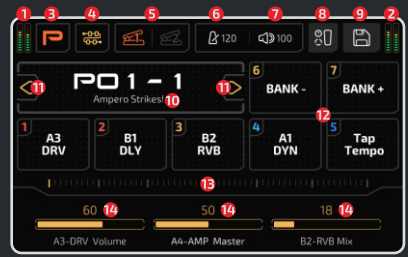 1 3 4 5 6 7 8 9 2
120 100
11 P01 - 1 11
Ampero Strikes! 10
6 BANK -
7 BANK +
12
1 A3 DRV
2 B1 DLY
3 B2 RVB
4 A1 DYN
5 Tap Tempo
13
60 14 50 14 18 14
A3-DRV Volume A4-AMP Master B2-RVB Mix